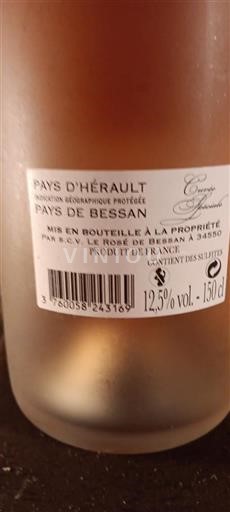 PAYS D'HÉRAULT
INDICATION GÉOGRAPHIQUE PROTÉGÉE
PAYS DE BESSAN
Cuvée
Spéciale
MIS EN BOUTEILLE À LA PROPRIÉTÉ
PAR S.C.V. LE ROSÉ DE BESSAN À 34550
PRODUIT DE FRANCE
CONTIENT DES SULFITES
12,5% vol. - 150 cl
3 760058 243169